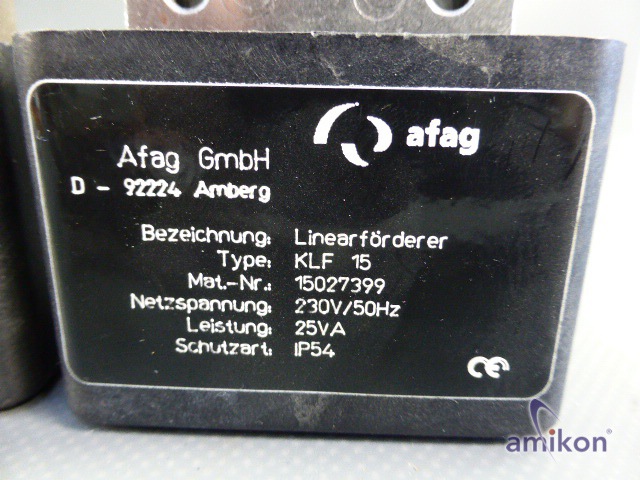 afag
Afag GmbH
D - 92224 Amberg
Bezeichnung: Linearförderer
Type: KLF 15
Mat.-Nr.: 15027399
Netzspannung: 230V/50Hz
Leistung: 25VA
Schutzart: IP54
CE
amikon